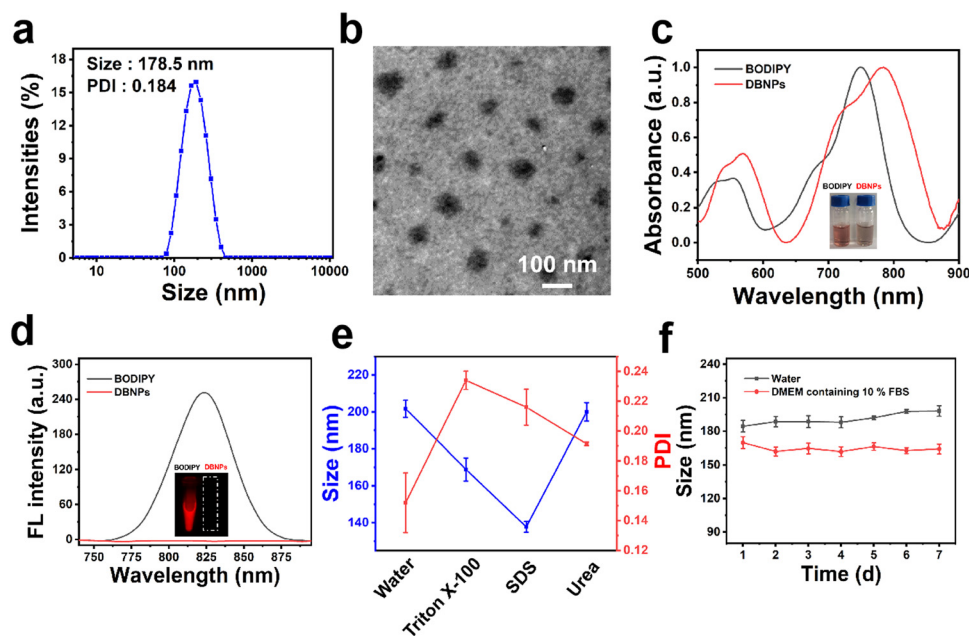 a
Size : 178.5 nm
PDI : 0.184
18
15
12
9
6
3
0
Intensities (%)
10
100
1000
10000
Size (nm)
b
100 nm
c
BODIPY
DBNPs
1.0
0.8
0.6
0.4
0.2
0.0
Absorbance (a.u.)
BODIPY DBNPs
500
600
700
800
900
Wavelength (nm)
d
BODIPY
DBNPs
300
240
180
120
60
0
FL intensity (a.u.)
BODIPY DBNPs
750
775
800
825
850
875
Wavelength (nm)
e
220
200
180
160
140
Size (nm)
0.24
0.22
0.20
0.18
0.16
0.14
0.12
PDI
Water
Triton X-100
SDS
Urea
f
Water
DMEM containing 10 % FBS
240
210
180
150
120
90
Size (nm)
1
2
3
4
5
6
7
Time (d)